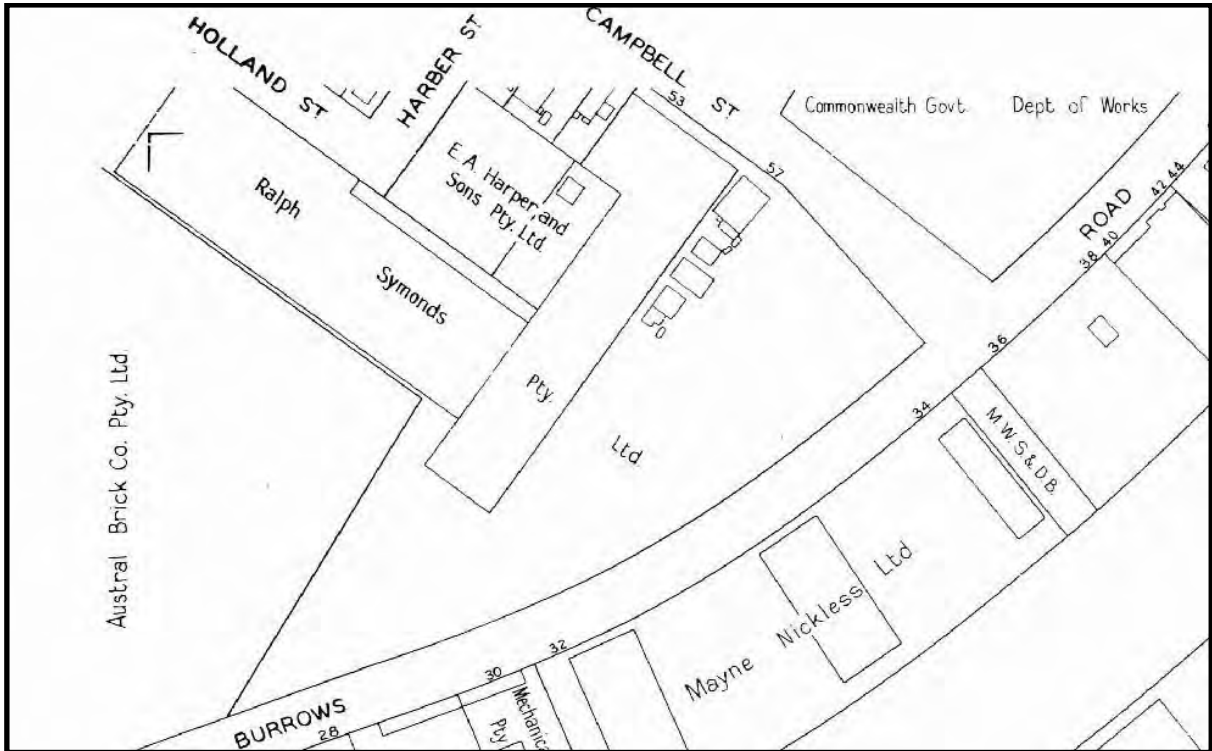 HOLLAND ST
HARBER ST
CAMPBELL ST
53
57
Commonwealth Govt. Dept of Works
ROAD
42 44
38 40
36
34
E. A. Harper and
Sons Pty. Ltd.
Ralph
Symonds
Pty.
Ltd.
M. W. S. & D. B.
Austral Brick Co. Pty. Ltd.
Mayne Nickless Ltd
BURROWS
28
30
32
Mechanica
Pty